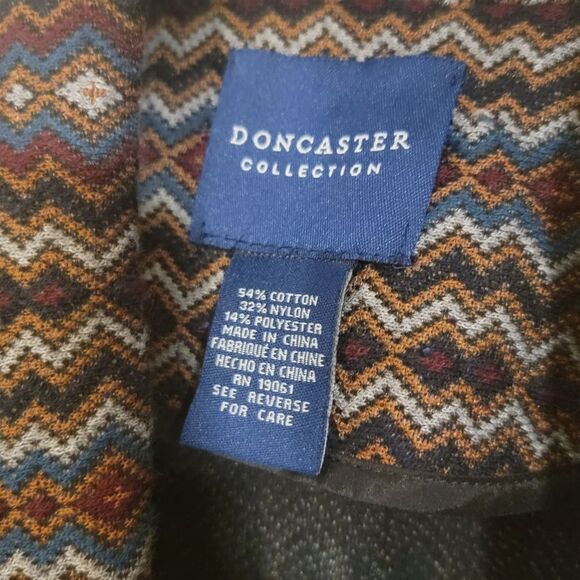 DONCASTER
COLLECTION
54% COTTON
32% NYLON
14% POLYESTER
MADE IN CHINA
FABRIQUÉ EN CHINE
HECHO EN CHINA
RN 19061
SEE REVERSE
FOR CARE